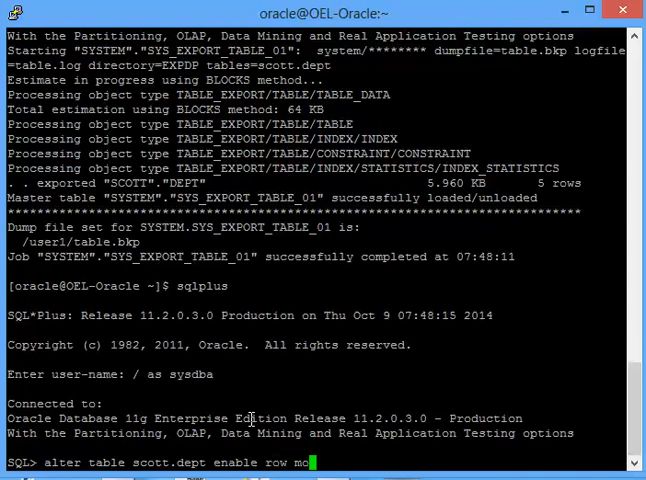 oracle@OEL-Oracle:~
With the Partitioning, OLAP, Data Mining and Real Application Testing options
Starting "SYSTEM"."SYS_EXPORT_TABLE_01":  system/******** dumpfile=table.bkp logfile
=table.log directory=EXPDP tables=scott.dept
Estimate in progress using BLOCKS method...
Processing object type TABLE_EXPORT/TABLE/TABLE_DATA
Total estimation using BLOCKS method: 64 KB
Processing object type TABLE_EXPORT/TABLE/TABLE
Processing object type TABLE_EXPORT/TABLE/INDEX/INDEX
Processing object type TABLE_EXPORT/TABLE/CONSTRAINT/CONSTRAINT
Processing object type TABLE_EXPORT/TABLE/INDEX/STATISTICS/INDEX_STATISTICS
. . exported "SCOTT"."DEPT"                              5.960 KB       5 rows
Master table "SYSTEM"."SYS_EXPORT_TABLE_01" successfully loaded/unloaded
******************************************************************************
Dump file set for SYSTEM.SYS_EXPORT_TABLE_01 is:
  /user1/table.bkp
Job "SYSTEM"."SYS_EXPORT_TABLE_01" successfully completed at 07:48:11
[oracle@OEL-Oracle ~]$ sqlplus
SQL*Plus: Release 11.2.0.3.0 Production on Thu Oct 9 07:48:15 2014
Copyright (c) 1982, 2011, Oracle.  All rights reserved.
Enter user-name: / as sysdba
Connected to:
Oracle Database 11g Enterprise Edition Release 11.2.0.3.0 - Production
With the Partitioning, OLAP, Data Mining and Real Application Testing options
SQL> alter table scott.dept enable row mo